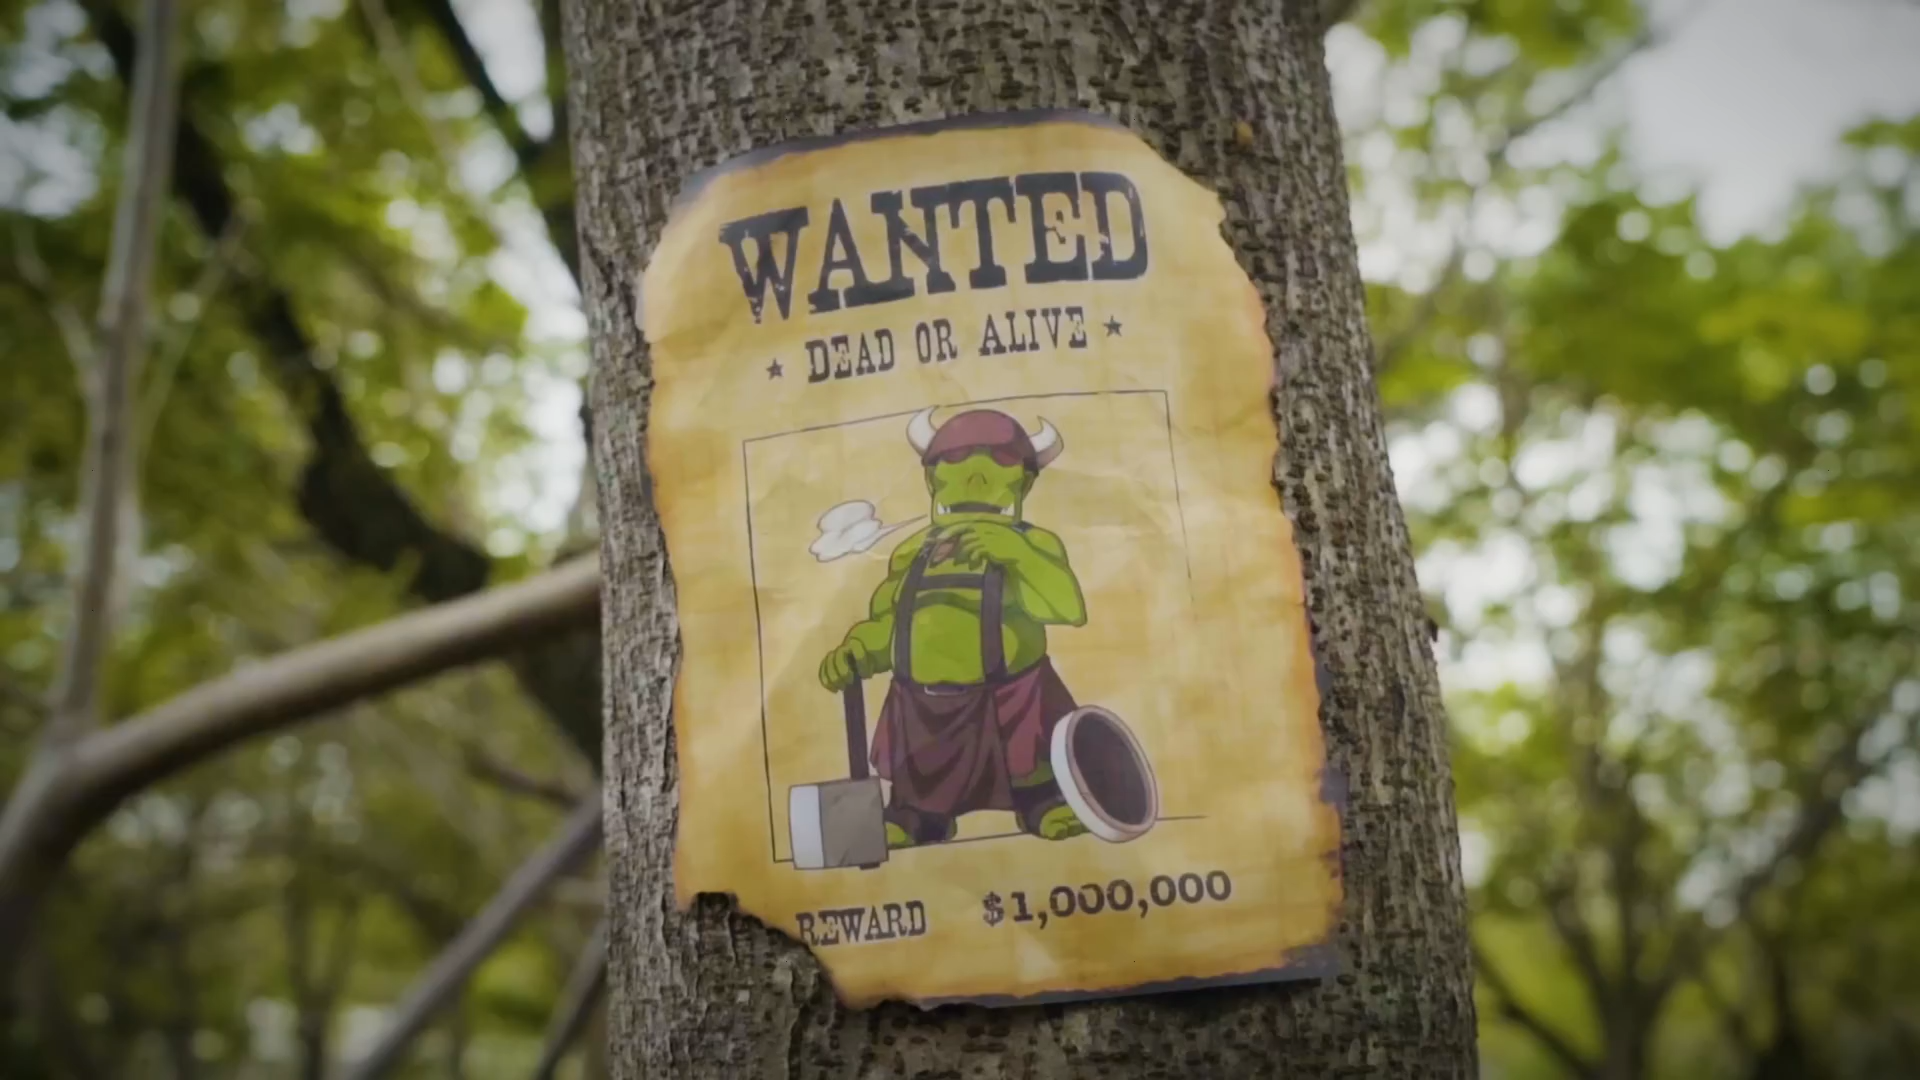 WANTED
★ DEAD OR ALIVE ★
REWARD $1,000,000